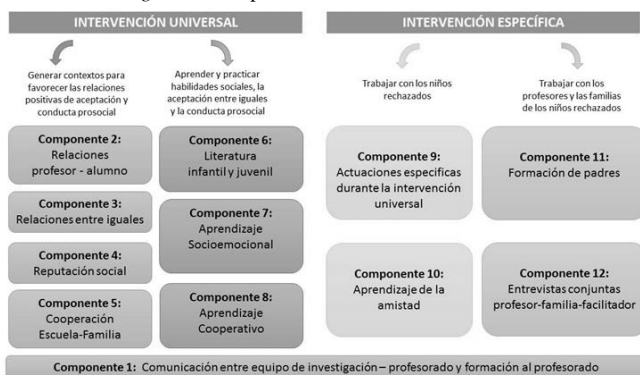 INTERVENCIÓN UNIVERSAL
Generar contextos para
favorecer las relaciones
positivas de aceptación y
conducta prosocial
Aprender y practicar
habilidades sociales, la
aceptación entre iguales
y la conducta prosocial
Componente 2:
Relaciones
profesor - alumno
Componente 3:
Relaciones entre iguales
Componente 4:
Reputación social
Componente 5:
Cooperación
Escuela-Familia
Componente 6:
Literatura
infantil y juvenil
Componente 7:
Aprendizaje
Socioemocional
Componente 8:
Aprendizaje
Cooperativo
INTERVENCIÓN ESPECÍFICA
Trabajar con los niños
rechazados
Trabajar con los
profesores y las familias
de los niños rechazados
Componente 9:
Actuaciones especificas
durante la intervención
universal
Componente 10:
Aprendizaje de la
amistad
Componente 11:
Formación de padres
Componente 12:
Entrevistas conjuntas
profesor-familia-facilitador
Componente 1: Comunicación entre equipo de investigación – profesorado y formación al profesorado